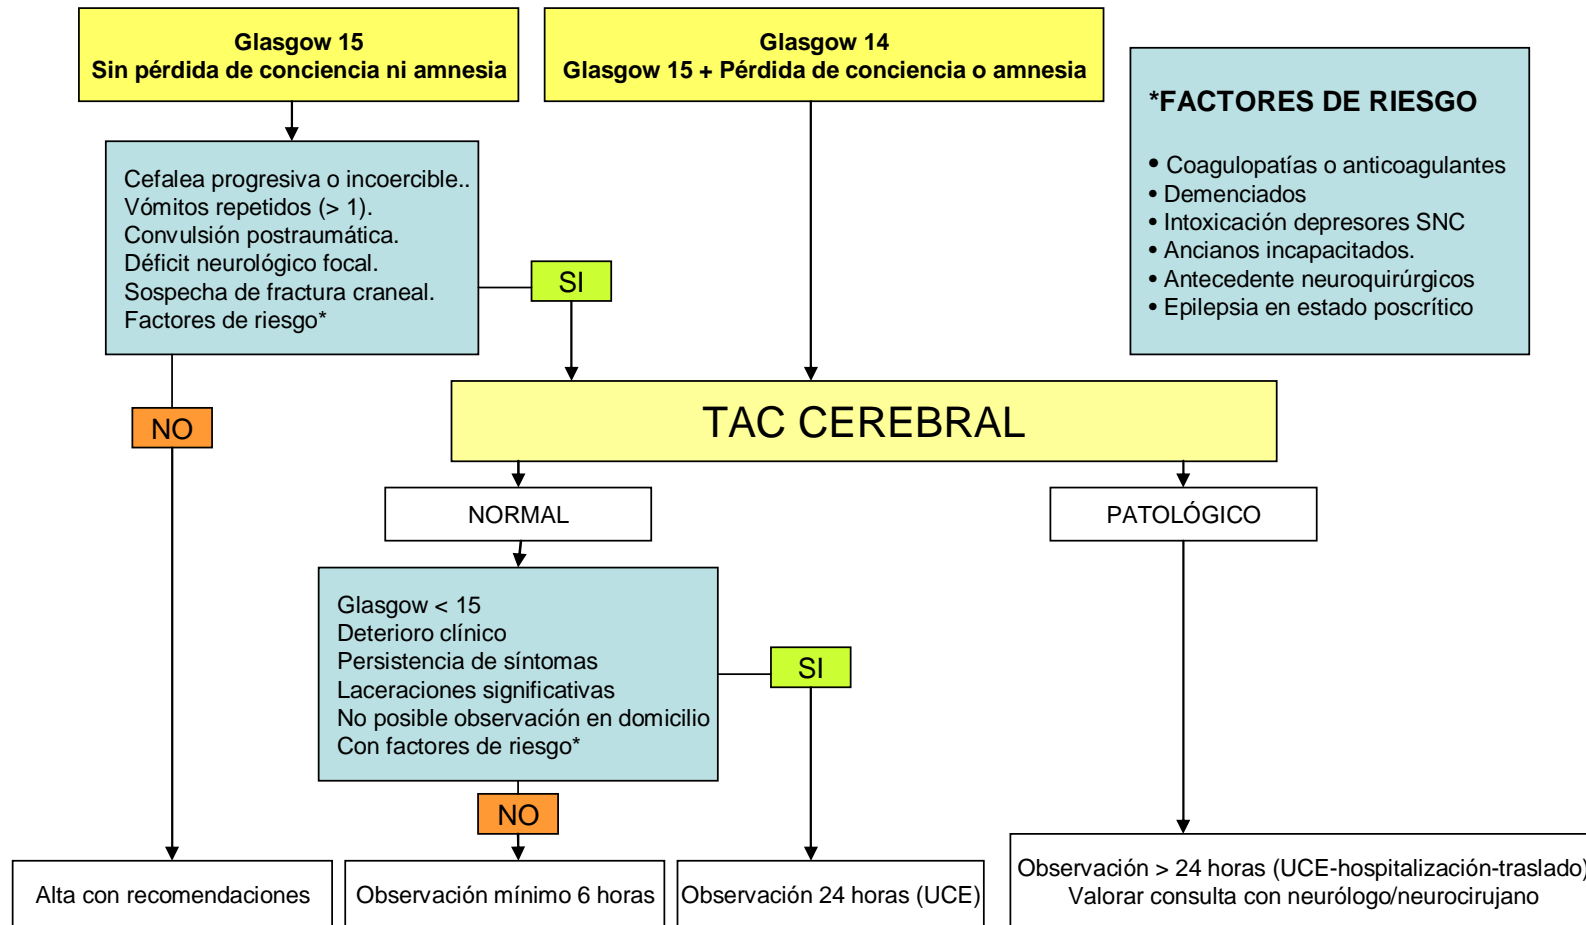 Glasgow 15
Sin pérdida de conciencia ni amnesia
Glasgow 14
Glasgow 15 + Pérdida de conciencia o amnesia
*FACTORES DE RIESGO
• Coagulopatías o anticoagulantes
• Demenciados
• Intoxicación depresores SNC
• Ancianos incapacitados.
• Antecedente neuroquirúrgicos
• Epilepsia en estado poscrítico
Cefalea progresiva o incoercible..
Vómitos repetidos (> 1).
Convulsión postraumática.
Déficit neurológico focal.
Sospecha de fractura craneal.
Factores de riesgo*
SI
NO
TAC CEREBRAL
NORMAL
PATOLÓGICO
Glasgow < 15
Deterioro clínico
Persistencia de síntomas
Laceraciones significativas
No posible observación en domicilio
Con factores de riesgo*
SI
NO
Alta con recomendaciones
Observación mínimo 6 horas
Observación 24 horas (UCE)
Observación > 24 horas (UCE-hospitalización-traslado)
Valorar consulta con neurólogo/neurocirujano